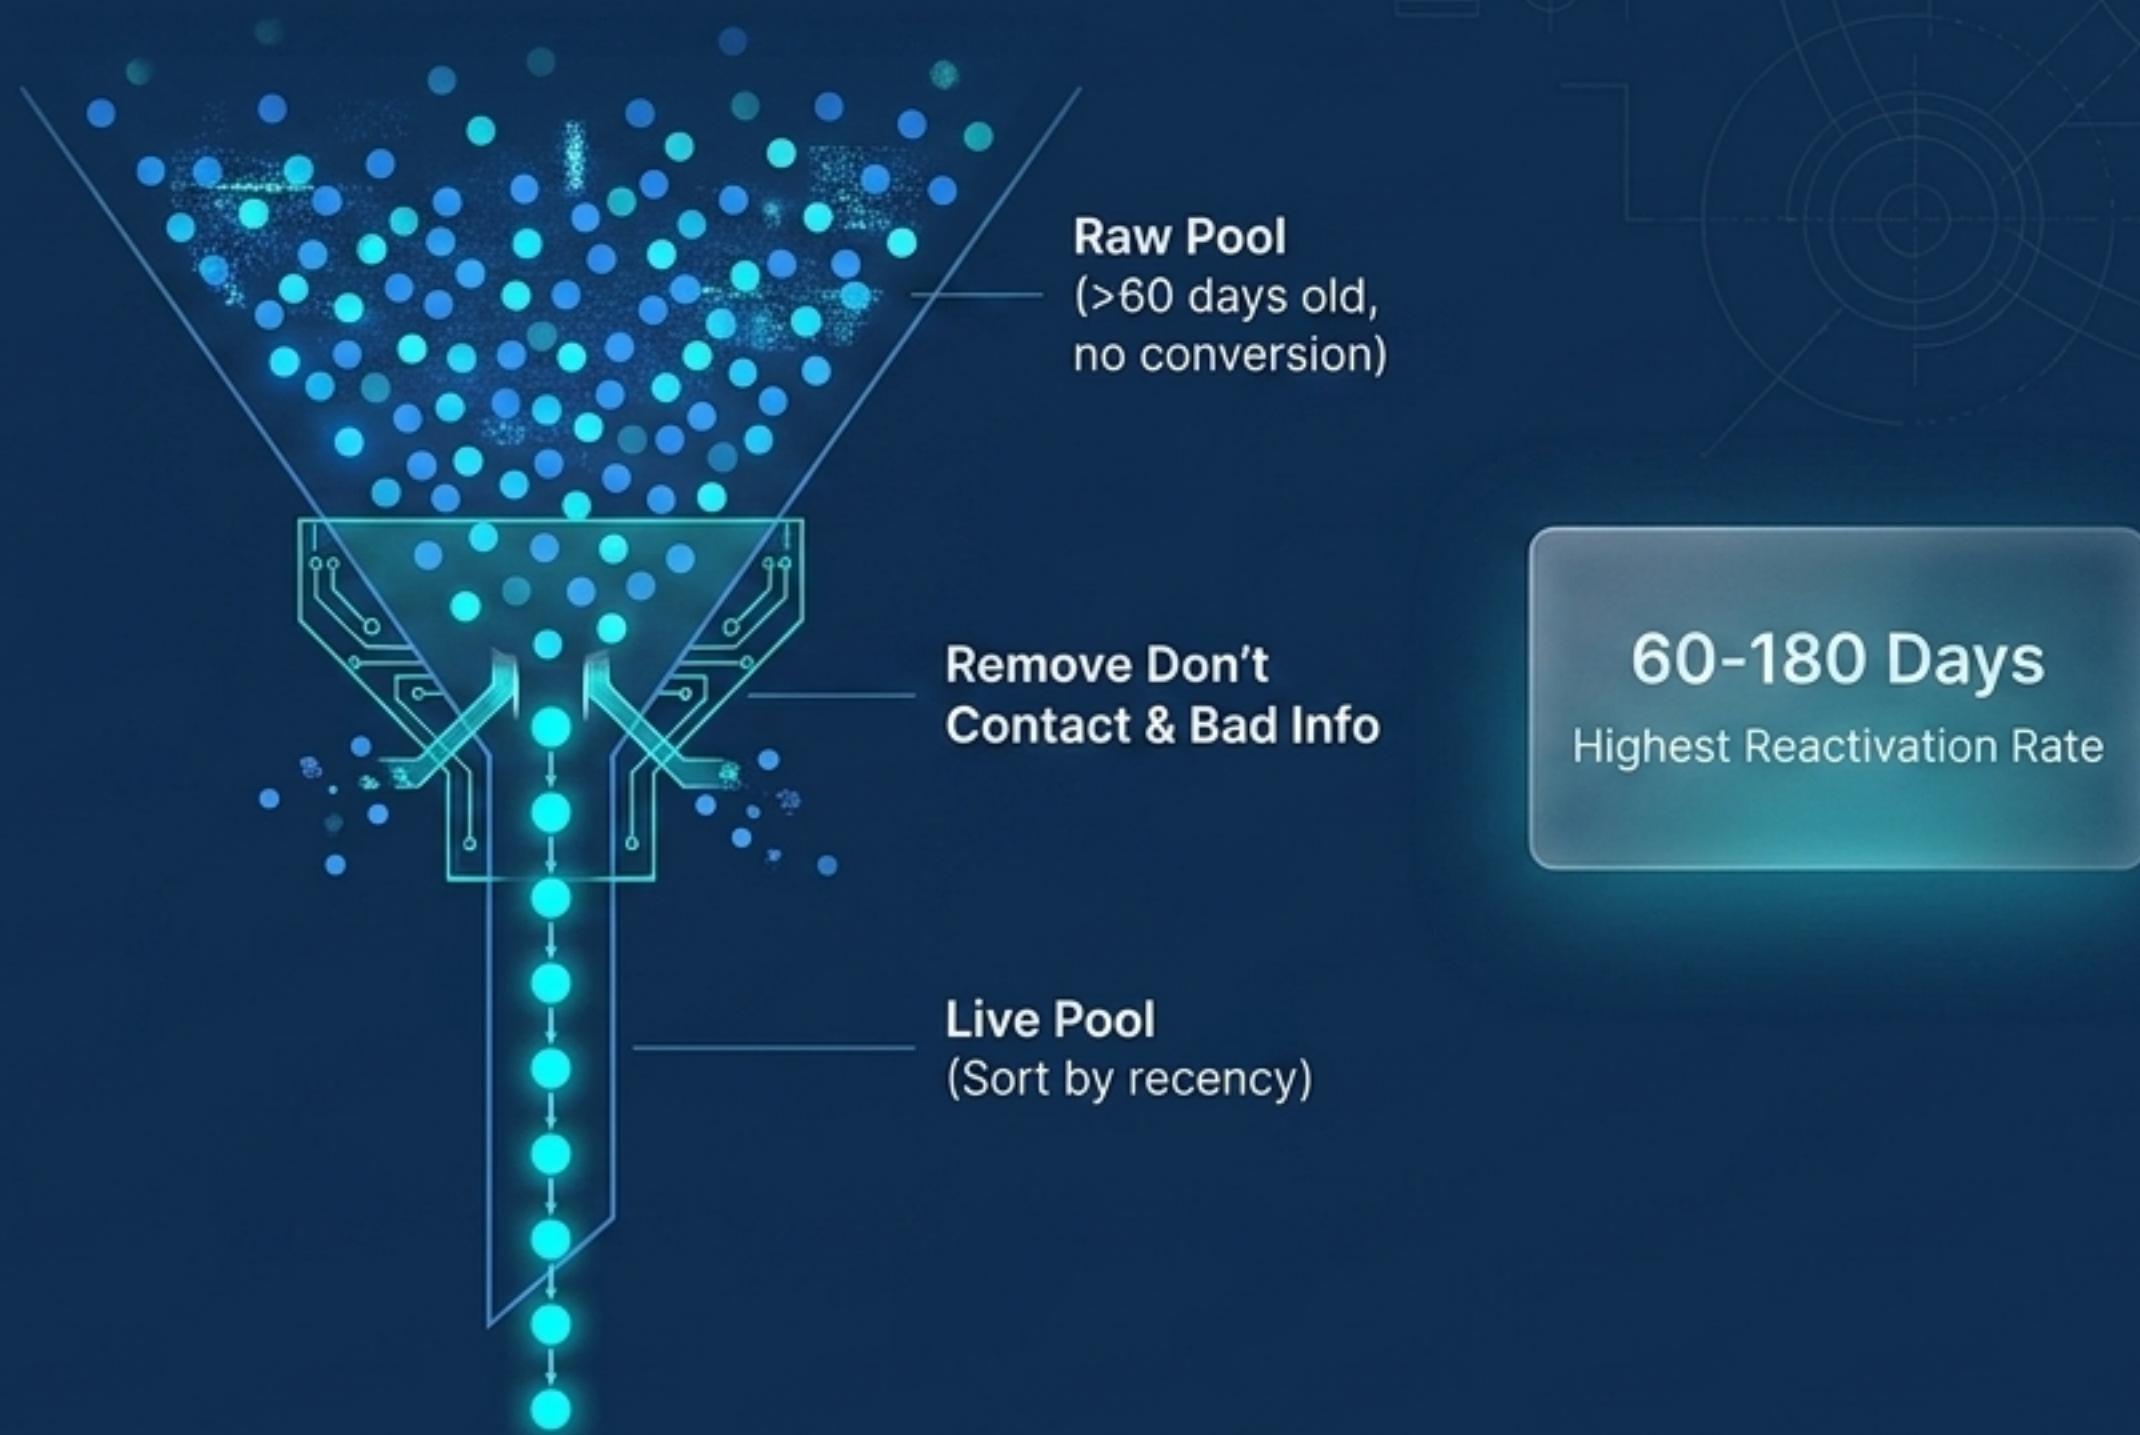 Raw Pool
(>60 days old,
no conversion)
Remove Don’t
Contact & Bad Info
Live Pool
(Sort by recency)
60-180 Days
Highest Reactivation Rate